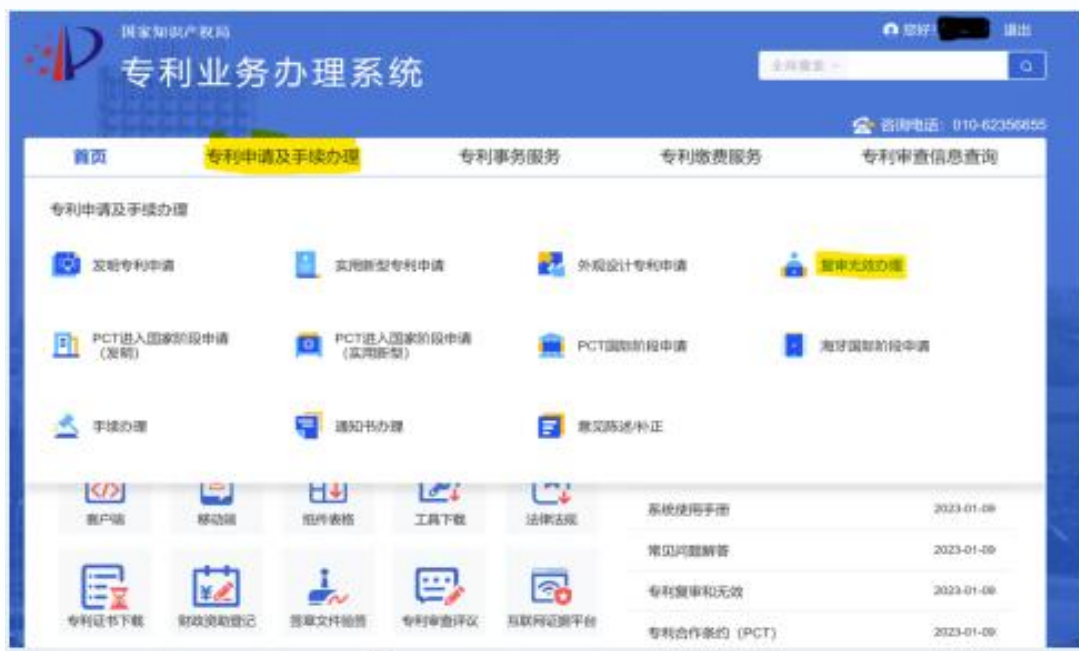 国家知识产权局
专利业务办理系统
您好! 退出
全网搜索
咨询电话：010-62356655
首页 专利申请及手续办理 专利事务服务 专利缴费服务 专利审查信息查询
专利申请及手续办理
发明专利申请 实用新型专利申请 外观设计专利申请 复审无效办理
PCT进入国家阶段申请 PCT进入国家阶段申请 PCT国际阶段申请 海牙国际阶段申请
（发明） （实用新型）
手续办理 通知书办理 意见陈述/补正
客户端 移动端 组件表格 工具下载 法律法规 系统使用手册 2023-01-09
常见问题解答 2023-01-09
专利复审和无效 2023-01-09
专利证书下载 财政资助登记 签章文件验签 专利审查评议 互联网证据平台
专利合作条约（PCT） 2023-01-09